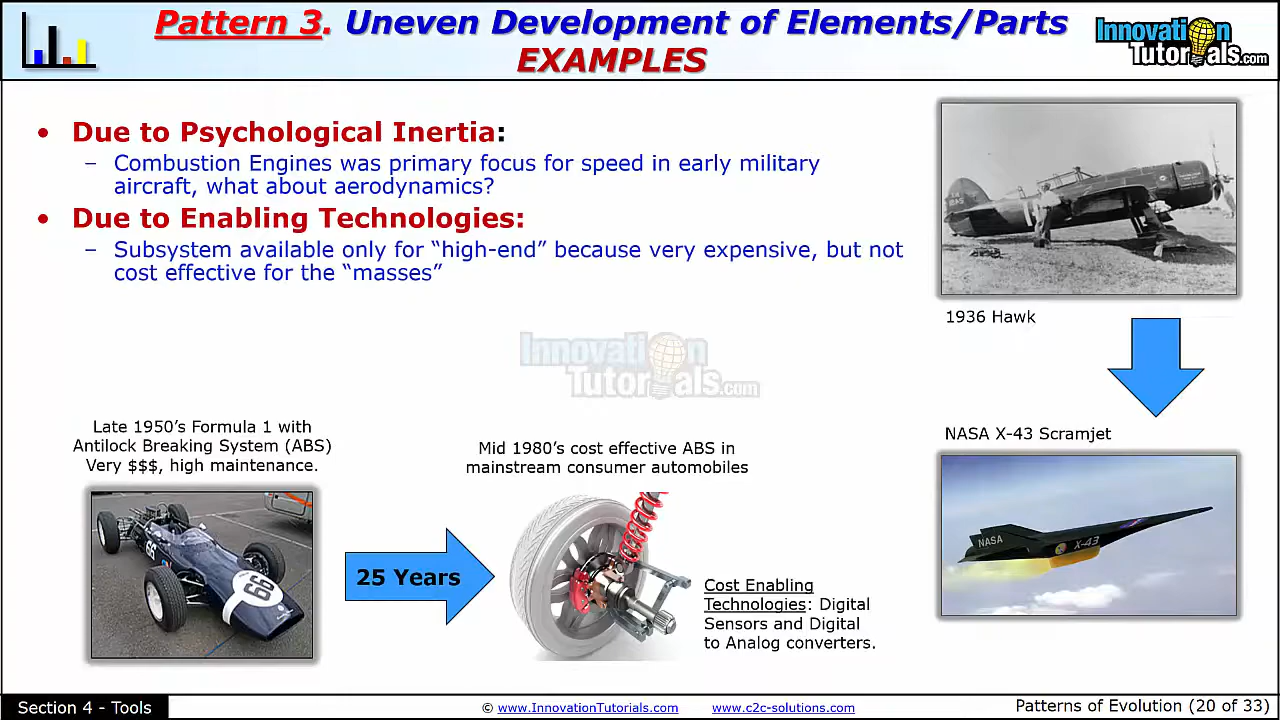 Pattern 3. Uneven Development of Elements/Parts
EXAMPLES
Innovation
Tutorials.com
• Due to Psychological Inertia:
– Combustion Engines was primary focus for speed in early military
aircraft, what about aerodynamics?
• Due to Enabling Technologies:
– Subsystem available only for “high-end” because very expensive, but not
cost effective for the “masses”
1936 Hawk
Innovation
Tutorials.com
NASA X-43 Scramjet
NASA
X-43
Late 1950’s Formula 1 with
Antilock Breaking System (ABS)
Very $$$, high maintenance.
66
66
25 Years
Mid 1980’s cost effective ABS in
mainstream consumer automobiles
Cost Enabling
Technologies: Digital
Sensors and Digital
to Analog converters.
Section 4 - Tools
© www.InnovationTutorials.com
www.c2c-solutions.com
Patterns of Evolution (20 of 33)